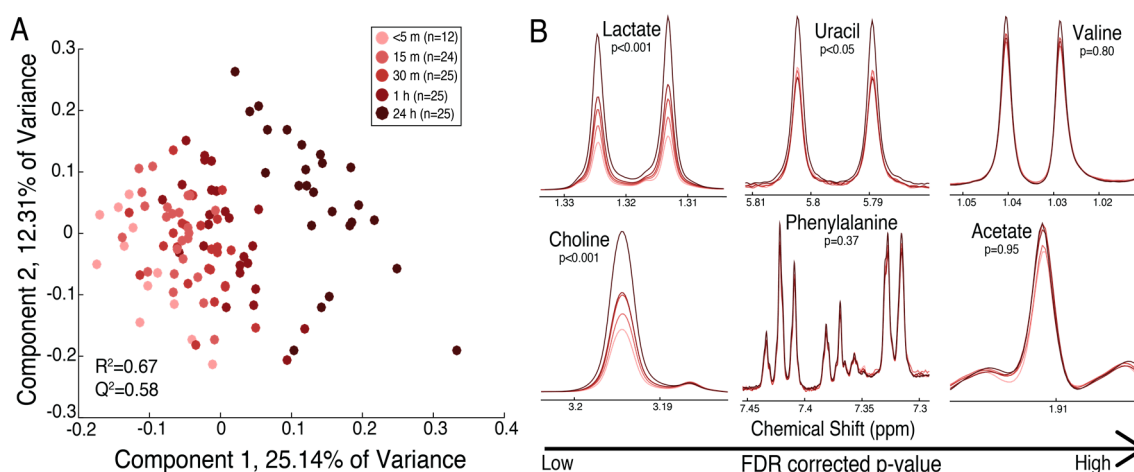 A
Component 2, 12.31% of Variance
0.3
0.2
0.1
0
-0.1
-0.2
-0.3
-0.2
-0.1
0
0.1
0.2
0.3
0.4
Component 1, 25.14% of Variance
<5 m (n=12)
15 m (n=24)
30 m (n=25)
1 h (n=25)
24 h (n=25)
R²=0.67
Q²=0.58
B
Lactate
p<0.001
1.33
1.32
1.31
Uracil
p<0.05
5.81
5.8
5.79
Valine
p=0.80
1.05
1.04
1.03
1.02
Choline
p<0.001
3.2
3.19
Phenylalanine
p=0.37
7.45
7.4
7.35
7.3
Acetate
p=0.95
1.91
Chemical Shift (ppm)
Low
FDR corrected p-value
High